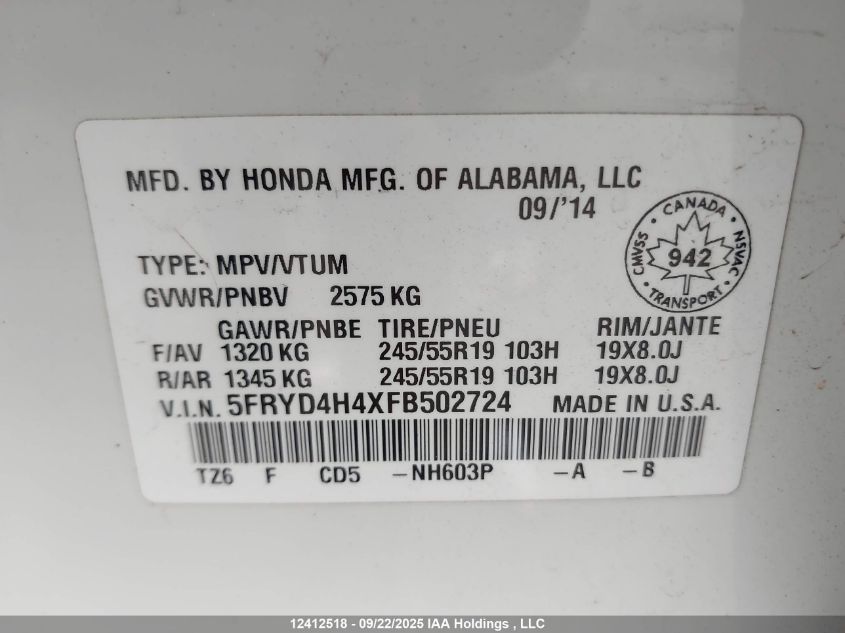 MFD. BY HONDA MFG. OF ALABAMA, LLC
09/'14
CANADA
CMVSS 942 NSVAC
TRANSPORT
TYPE: MPV/VTUM
GVWR/PNBV 2575 KG
GAWR/PNBE TIRE/PNEU RIM/JANTE
F/AV 1320 KG 245/55R19 103H 19X8.0J
R/AR 1345 KG 245/55R19 103H 19X8.0J
V.I.N. 5FRYD4H4XFB502724 MADE IN U.S.A.
TZ6 F CD5 -NH603P -A -B
12412518 - 09/22/2025 IAA Holdings , LLC